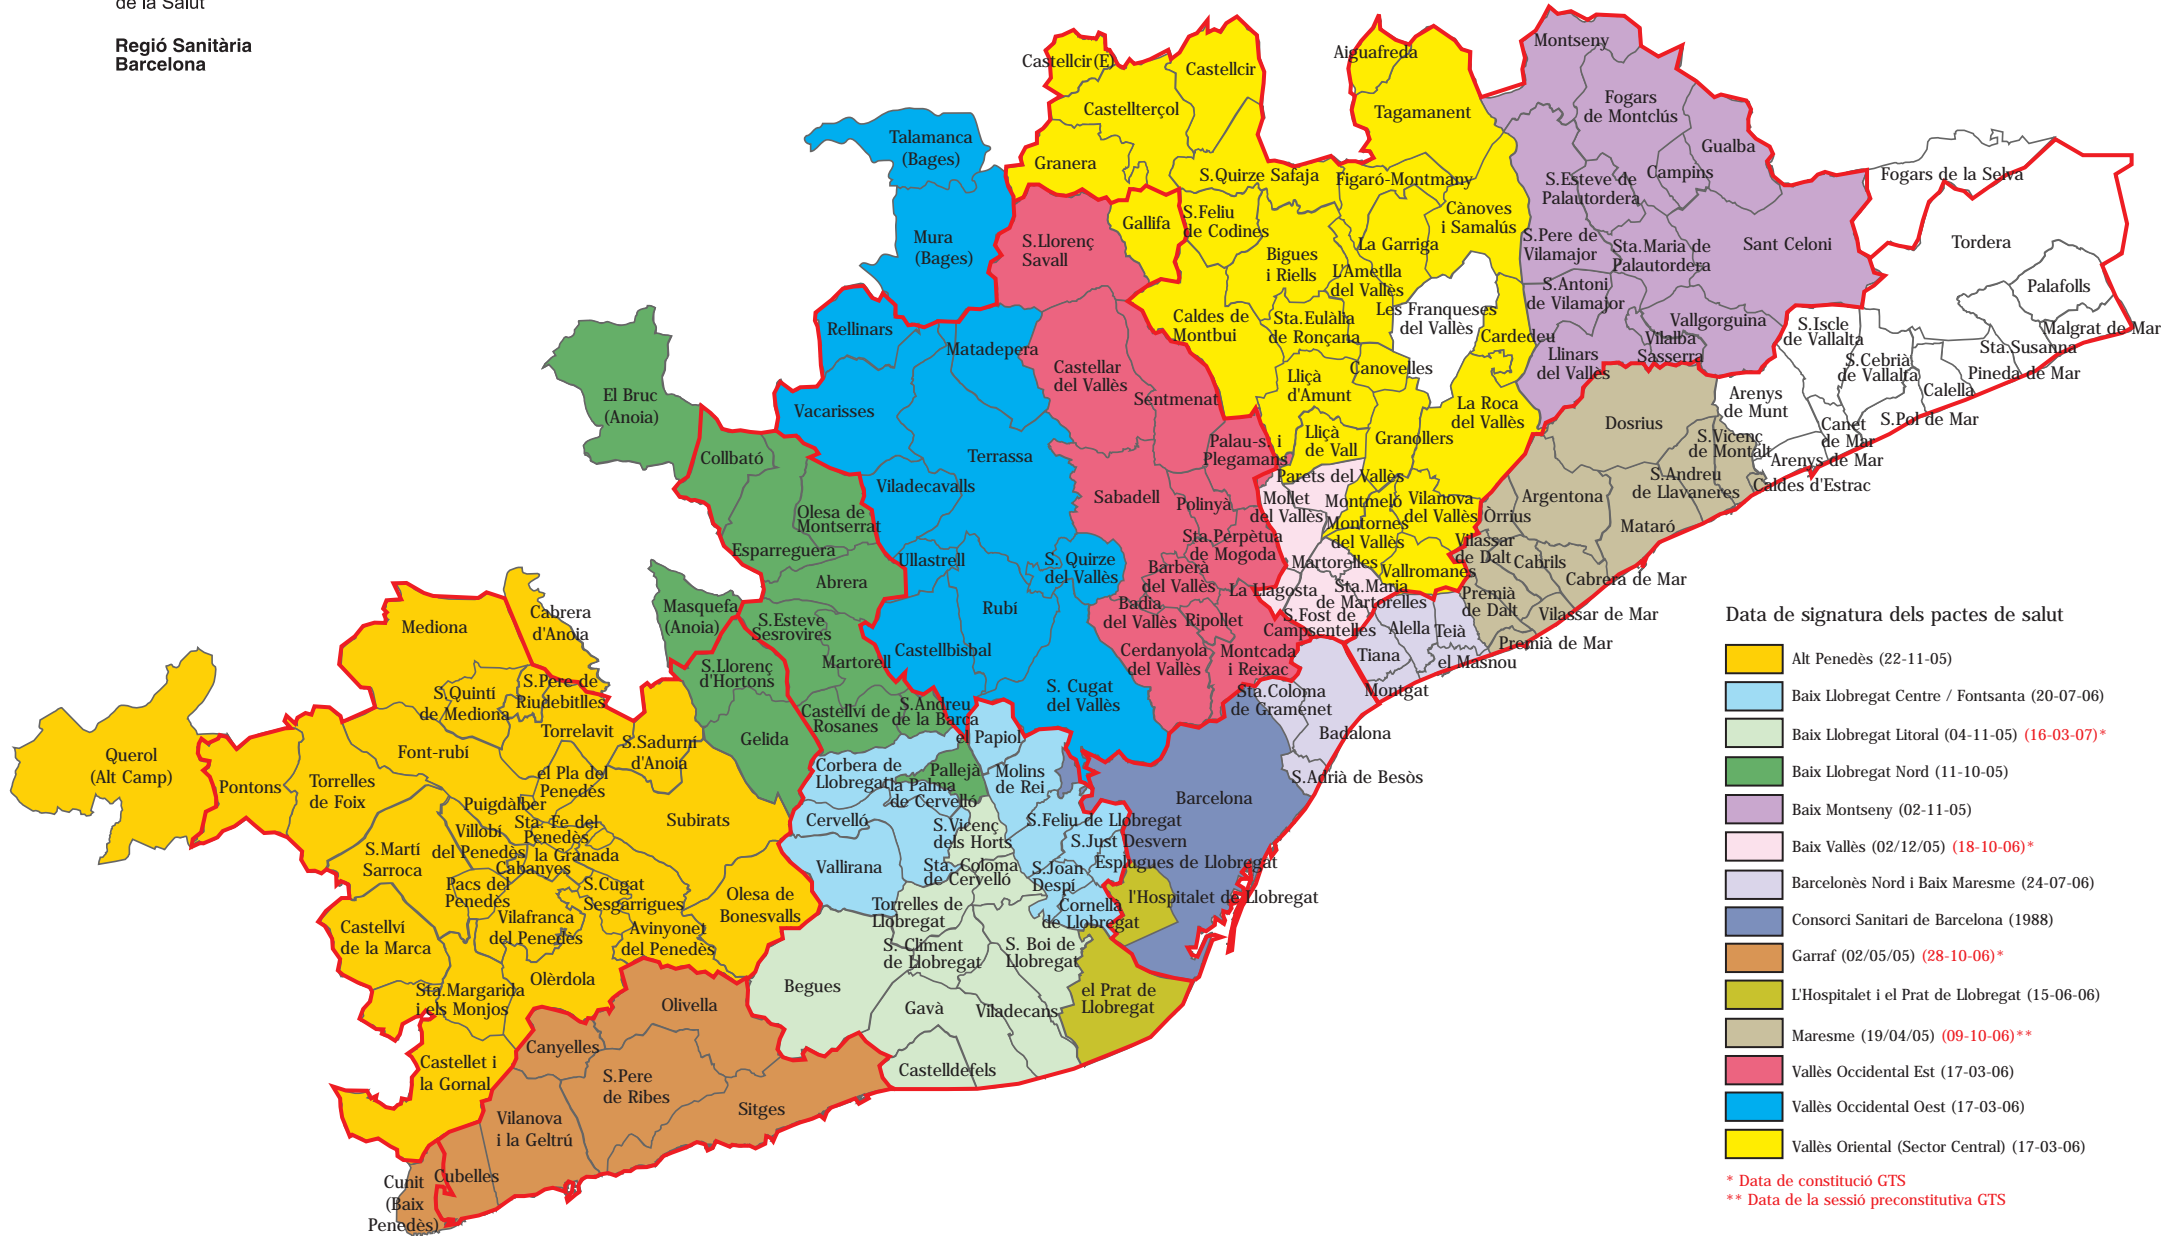 de la Salut
Regió Sanitària
Barcelona
Castellcir(E)
Castellcir
Castellterçol
Granera
S.Quirze Safaja
Aiguafreda
Tagamanent
Figaró-Montmany
Montseny
Fogars
de Montclús
Gualba
Campins
S.Esteve de
Palautordera
Fogars de la Selva
Tordera
Palafolls
Malgrat de Mar
Sta.Susanna
Pineda de Mar
Calella
S.Pol de Mar
S.Cebrià
de Vallalta
S.Iscle
de Vallalta
Canet
de Mar
Arenys
de Munt
Arenys de Mar
Caldes d'Estrac
Talamanca
(Bages)
Mura
(Bages)
S.Llorenç
Savall
Gallifa
S.Feliu
de Codines
Bigues
i Riells
La Garriga
Cànoves
i Samalús
L'Ametlla
del Vallès
S.Pere de
Vilamajor
Sta.Maria de
Palautordera
Sant Celoni
S.Antoni
de Vilamajor
Vallgorguina
Vilalba
Sasserra
Llinars
del Vallès
Les Franqueses
del Vallès
Cardedeu
Caldes de
Montbui
Sta.Eulàlia
de Ronçana
Canovelles
Lliçà
d'Amunt
Lliçà
de Vall
Granollers
La Roca
del Vallès
Rellinars
Matadepera
Castellar
del Vallès
Sentmenat
Vacarisses
Terrassa
Viladecavalls
Palau-s. i
Plegamans
Sabadell
Polinyà
Parets del Vallès
Mollet
del Vallès
Montmeló
Vilanova
del Vallès
Montornès
del Vallès
Vallromanes
Martorelles
Sta.Maria
de Martorelles
S.Fost de
Campsentelles
La Llagosta
Sta.Perpètua
de Mogoda
Barberà
del Vallès
Badia
del Vallès
Ripollet
Cerdanyola
del Vallès
Montcada
i Reixac
Dosrius
S.Vicenç
de Montalt
S.Andreu
de Llavaneres
Argentona
Mataró
Òrrius
Vilassar
de Dalt
Cabrils
Cabrera de Mar
Premià
de Dalt
Vilassar de Mar
Premià de Mar
Alella
Teià
el Masnou
Tiana
Montgat
Badalona
Sta.Coloma
de Gramenet
S.Adrià de Besòs
El Bruc
(Anoia)
Collbató
Olesa de
Montserrat
Esparreguera
Abrera
Masquefa
(Anoia)
S.Esteve
Sesrovires
Martorell
S.Llorenç
d'Hortons
Castellví de
Rosanes
S.Andreu
de la Barca
Gelida
Ullastrell
S. Quirze
del Vallès
Rubí
Castellbisbal
S. Cugat
del Vallès
Mediona
Cabrera
d'Anoia
S.Quintí
de Mediona
S.Pere de
Riudebitlles
Torrelavit
Font-rubí
S.Sadurní
d'Anoia
Querol
(Alt Camp)
Pontons
Torrelles
de Foix
el Pla del
Penedès
Puigdàlber
Sta. Fe del
Penedès
Villobí
del Penedès
la Granada
Cabanyes
Subirats
S.Martí
Sarroca
Pacs del
Penedès
S.Cugat
Sesgarrigues
Vilafranca
del Penedès
Avinyonet
del Penedès
Olesa de
Bonesvalls
Castellví
de la Marca
Olèrdola
Sta.Margarida
i els Monjos
Castellet i
la Gornal
el Papiol
Corbera de
Llobregat
Pallejà
la Palma
de Cervelló
Molins
de Rei
Cervelló
Vallirana
S.Vicenç
dels Horts
Sta. Coloma
de Cervelló
S.Feliu de Llobregat
S.Just Desvern
Esplugues de Llobregat
S.Joan
Despí
Cornellà
de Llobregat
l'Hospitalet de Llobregat
Barcelona
Torrelles de
Llobregat
S. Climent
de Llobregat
S. Boi de
Llobregat
Begues
Gavà
Viladecans
el Prat de
Llobregat
Castelldefels
Olivella
Canyelles
S.Pere
de Ribes
Sitges
Vilanova
i la Geltrú
Cubelles
Cunit
(Baix
Penedès)
Data de signatura dels pactes de salut
Alt Penedès (22-11-05)
Baix Llobregat Centre / Fontsanta (20-07-06)
Baix Llobregat Litoral (04-11-05) (16-03-07)*
Baix Llobregat Nord (11-10-05)
Baix Montseny (02-11-05)
Baix Vallès (02/12/05) (18-10-06)*
Barcelonès Nord i Baix Maresme (24-07-06)
Consorci Sanitari de Barcelona (1988)
Garraf (02/05/05) (28-10-06)*
L'Hospitalet i el Prat de Llobregat (15-06-06)
Maresme (19/04/05) (09-10-06)**
Vallès Occidental Est (17-03-06)
Vallès Occidental Oest (17-03-06)
Vallès Oriental (Sector Central) (17-03-06)
* Data de constitució GTS
** Data de la sessió preconstitutiva GTS